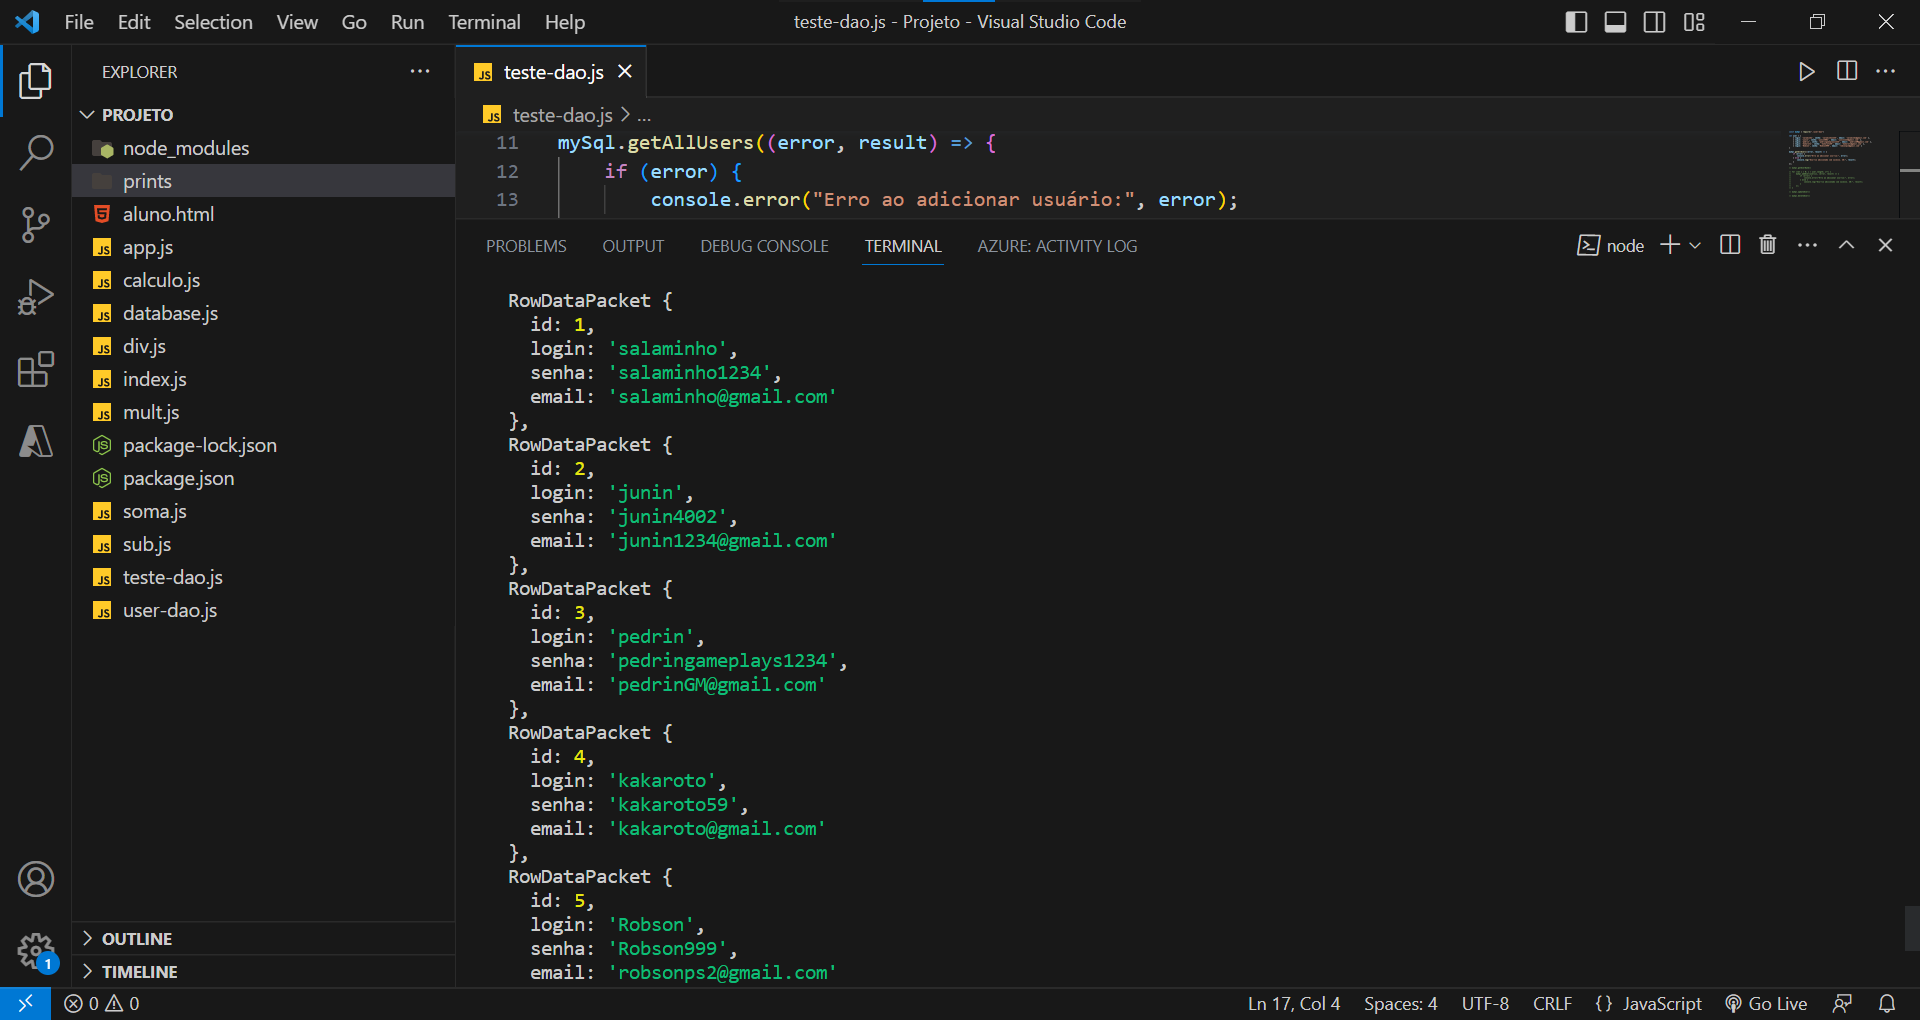 File Edit Selection View Go Run Terminal Help
teste-dao.js - Projeto - Visual Studio Code
EXPLORER
PROJETO
node_modules
prints
aluno.html
app.js
calculo.js
database.js
div.js
index.js
mult.js
package-lock.json
package.json
soma.js
sub.js
teste-dao.js
user-dao.js
OUTLINE
TIMELINE
1
JS teste-dao.js
JS teste-dao.js > ...
11 mySql.getAllUsers((error, result) => {
12 if (error) {
13 console.error("Erro ao adicionar usuário:", error);
PROBLEMS OUTPUT DEBUG CONSOLE TERMINAL AZURE: ACTIVITY LOG
node
RowDataPacket {
id: 1,
login: 'salaminho',
senha: 'salaminho1234',
email: 'salaminho@gmail.com'
},
RowDataPacket {
id: 2,
login: 'junin',
senha: 'junin4002',
email: 'junin1234@gmail.com'
},
RowDataPacket {
id: 3,
login: 'pedrin',
senha: 'pedringameplays1234',
email: 'pedrinGM@gmail.com'
},
RowDataPacket {
id: 4,
login: 'kakaroto',
senha: 'kakaroto59',
email: 'kakaroto@gmail.com'
},
RowDataPacket {
id: 5,
login: 'Robson',
senha: 'Robson999',
email: 'robsonps2@gmail.com'
0 0
Ln 17, Col 4 Spaces: 4 UTF-8 CRLF {} JavaScript Go Live